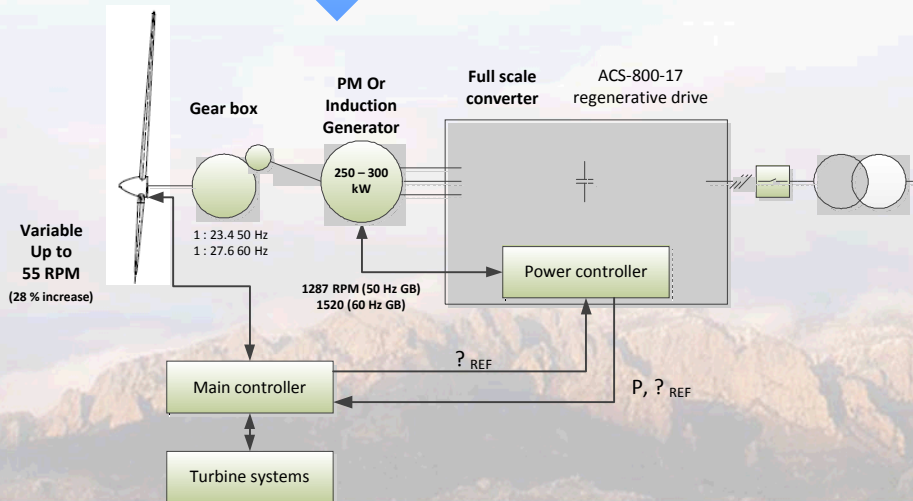 Full scale
converter
ACS-800-17
regenerative drive
PM Or
Induction
Generator
Gear box
250 – 300
kW
Variable
Up to
55 RPM
(28 % increase)
1 : 23.4 50 Hz
1 : 27.6 60 Hz
Power controller
1287 RPM (50 Hz GB)
1520 (60 Hz GB)
? REF
Main controller
P, ? REF
Turbine systems